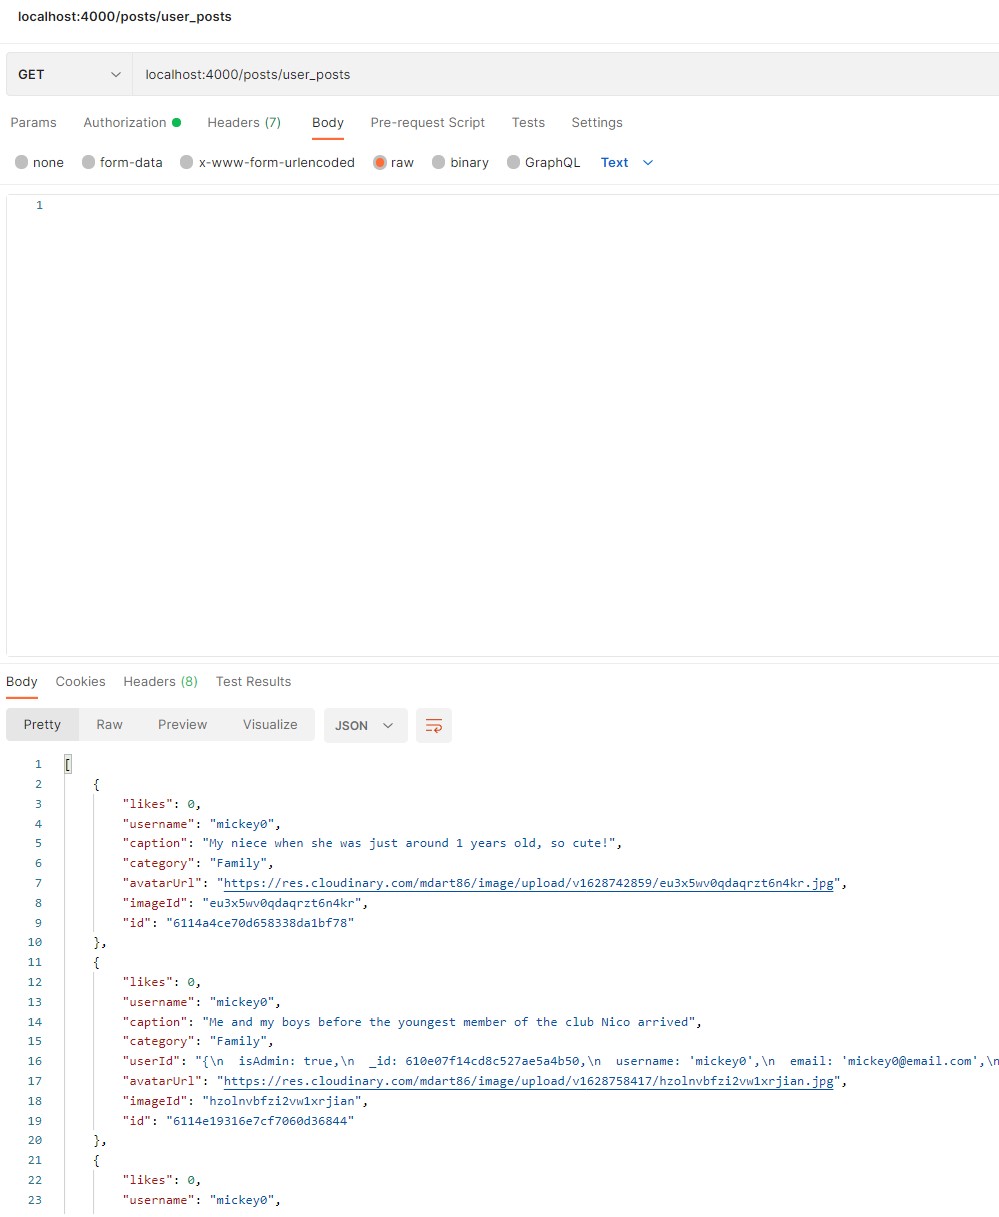 localhost:4000/posts/user_posts
GET localhost:4000/posts/user_posts
Params Authorization Headers (7) Body Pre-request Script Tests Settings
none form-data x-www-form-urlencoded raw binary GraphQL Text
1
Body Cookies Headers (8) Test Results
Pretty Raw Preview Visualize JSON
1 [
2 {
3 "likes": 0,
4 "username": "mickey0",
5 "caption": "My niece when she was just around 1 years old, so cute!",
6 "category": "Family",
7 "avatarUrl": "https://res.cloudinary.com/mdart86/image/upload/v1628742859/eu3x5wv0qdaqrzt6n4kr.jpg",
8 "imageId": "eu3x5wv0qdaqrzt6n4kr",
9 "id": "6114a4ce70d658338da1bf78"
10 },
11 {
12 "likes": 0,
13 "username": "mickey0",
14 "caption": "Me and my boys before the youngest member of the club Nico arrived",
15 "category": "Family",
16 "userId": "{\n  isAdmin: true,\n  _id: 610e07f14cd8c527ae5a4b50,\n  username: 'mickey0',\n  email: 'mickey0@email.com',\n
17 "avatarUrl": "https://res.cloudinary.com/mdart86/image/upload/v1628758417/hzolnvbfzi2vw1xrjian.jpg",
18 "imageId": "hzolnvbfzi2vw1xrjian",
19 "id": "6114e19316e7cf7060d36844"
20 },
21 {
22 "likes": 0,
23 "username": "mickey0",